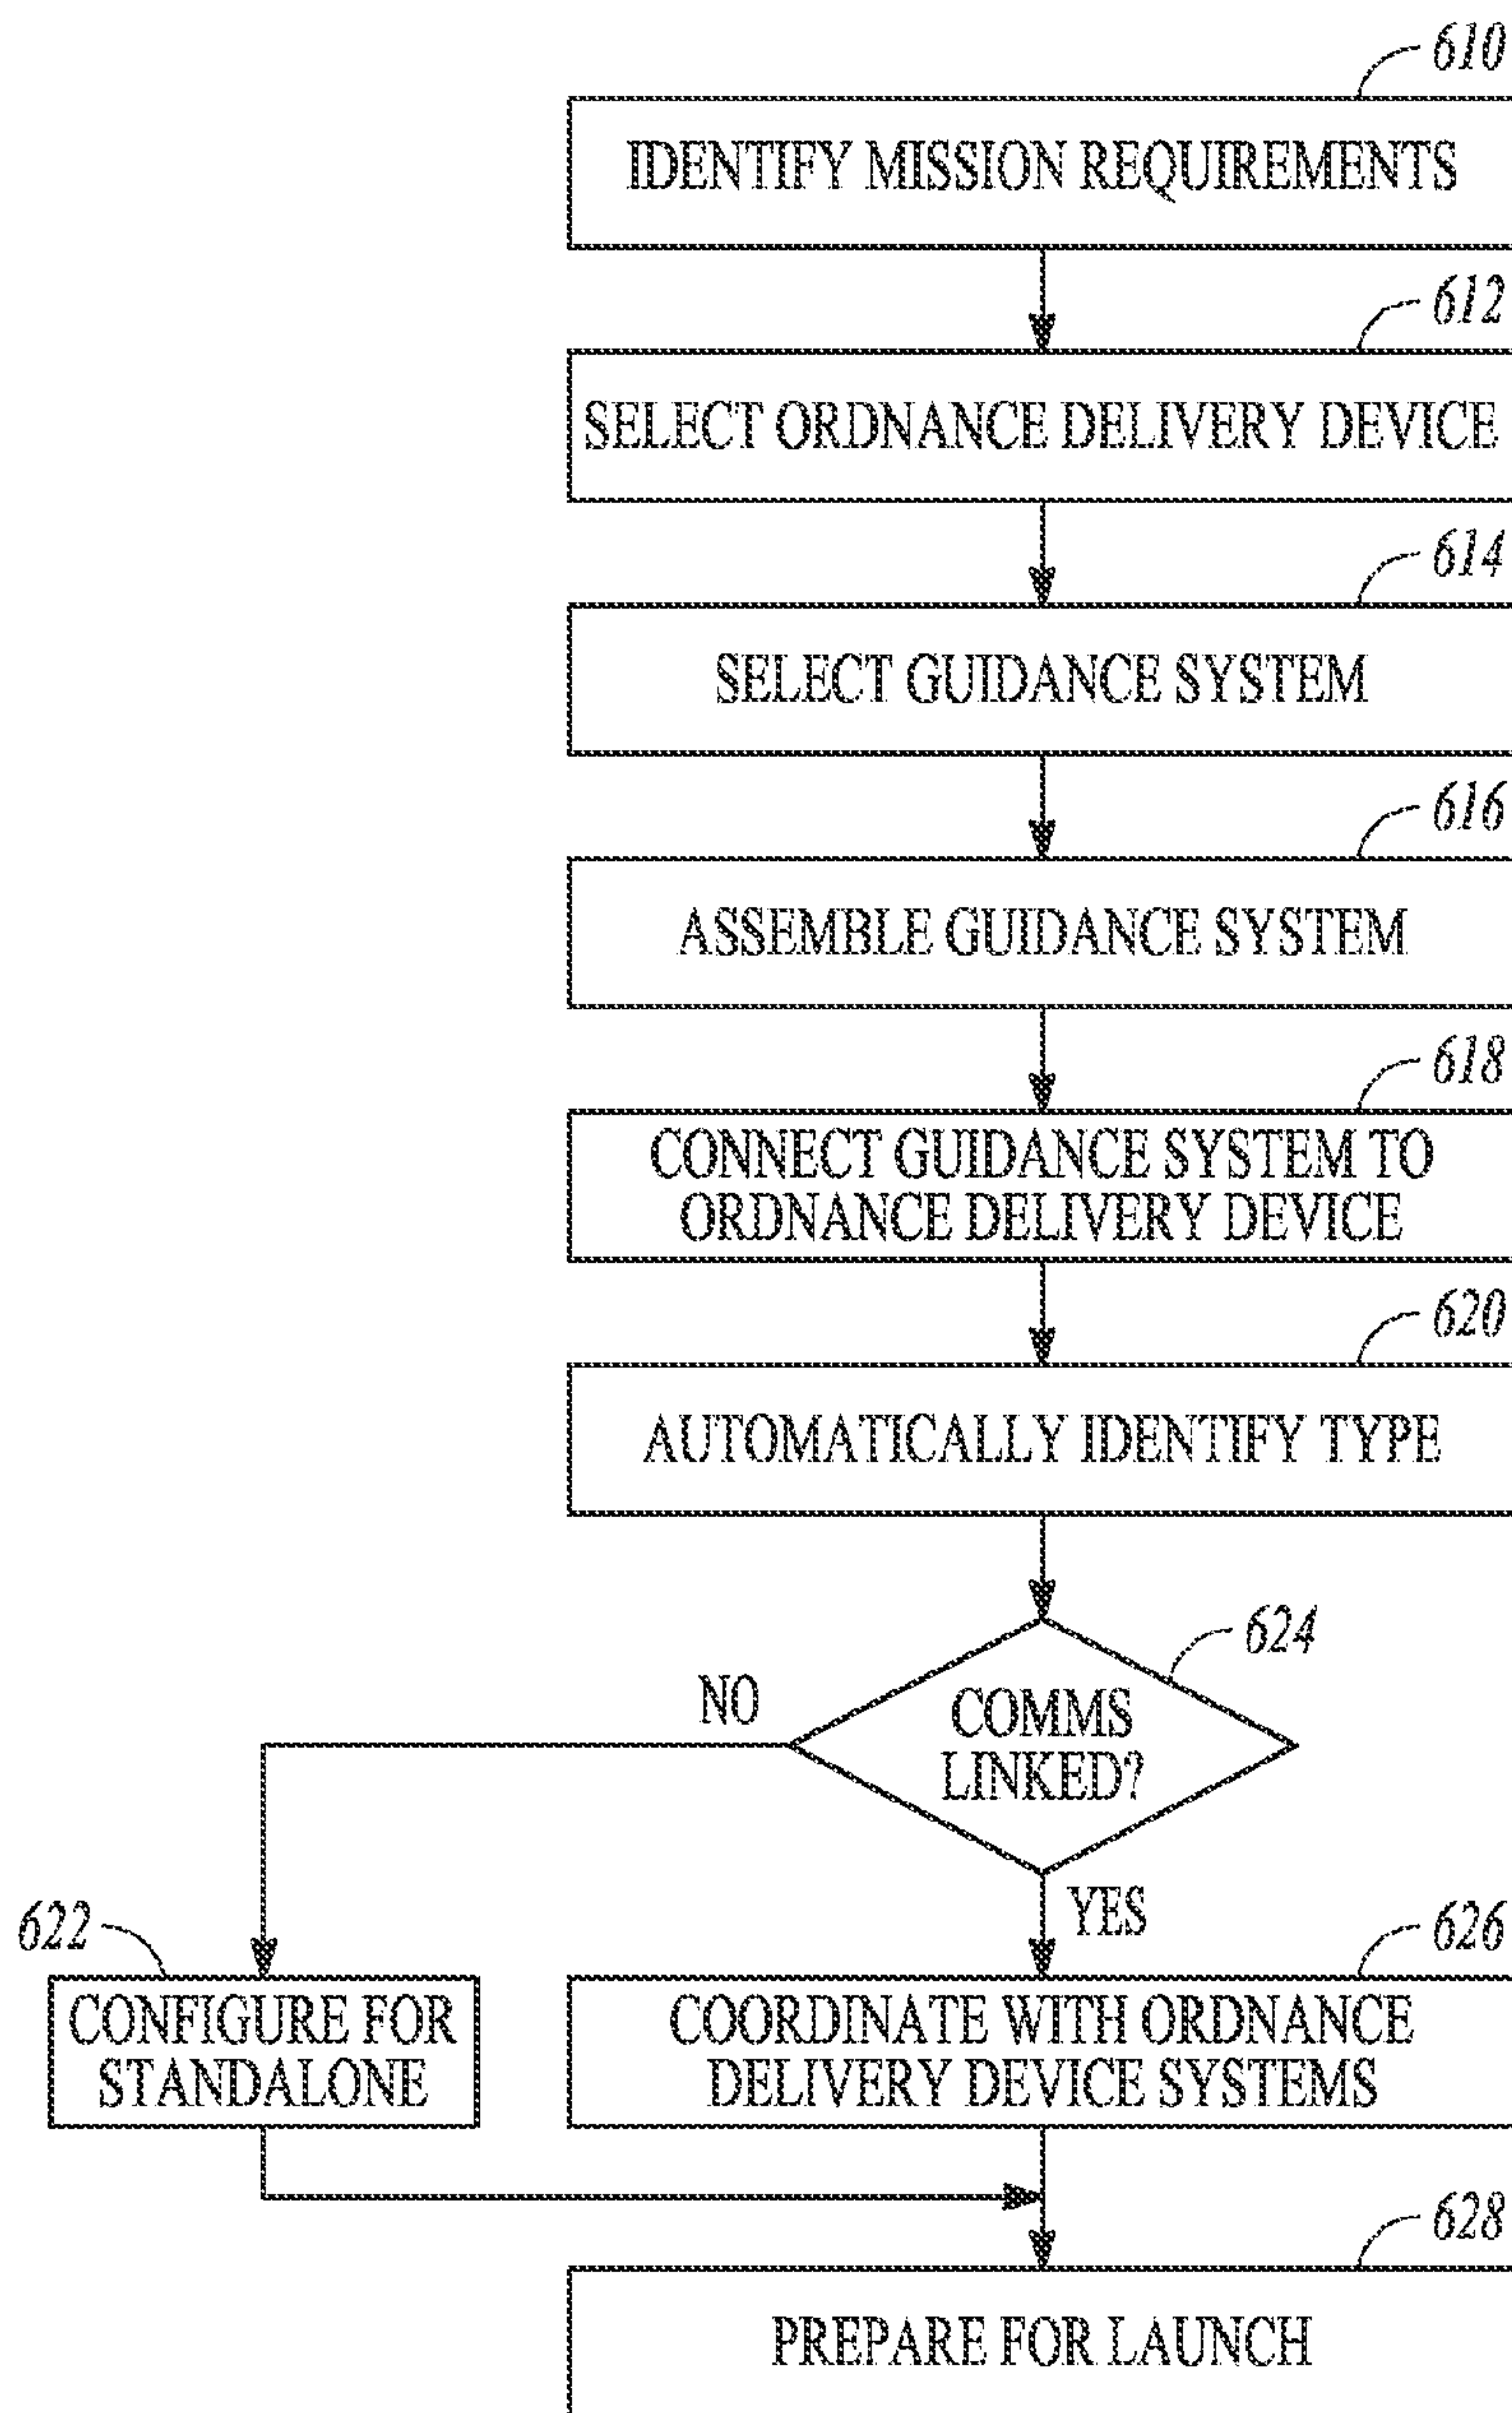 610
IDENTIFY MISSION REQUIREMENTS
612
SELECT ORDNANCE DELIVERY DEVICE
614
SELECT GUIDANCE SYSTEM
616
ASSEMBLE GUIDANCE SYSTEM
618
CONNECT GUIDANCE SYSTEM TO
ORDNANCE DELIVERY DEVICE
620
AUTOMATICALLY IDENTIFY TYPE
624
NO
COMMS
LINKED?
YES
622
CONFIGURE FOR
STANDALONE
626
COORDINATE WITH ORDNANCE
DELIVERY DEVICE SYSTEMS
628
PREPARE FOR LAUNCH